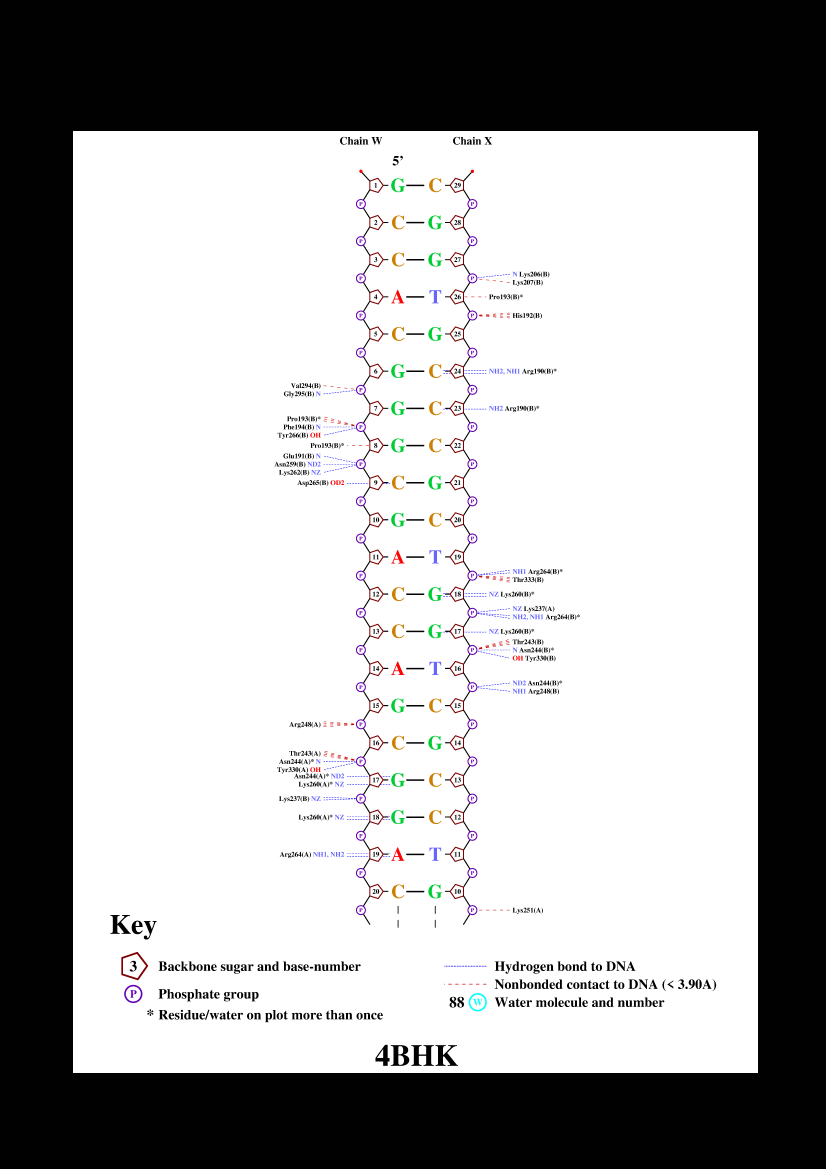 Chain W Chain X
5’
1 G C 29
P P
2 C G 28
P P
3 C G 27
N Lys206(B)
P P
Lys207(B)
4 A T 26 Pro193(B)*
P P His192(B)
5 C G 25
P P
6 G C 24 NH2, NH1 Arg190(B)*
Val294(B)
P P
Gly295(B) N
7 G C 23 NH2 Arg190(B)*
Pro193(B)*
Phe194(B) N P P
Tyr266(B) OH
Pro193(B)* 8 G C 22
Glu191(B) N
Asn259(B) ND2 P P
Lys262(B) NZ
Asp265(B) OD2 9 C G 21
P P
10 G C 20
P P
11 A T 19
NH1 Arg264(B)*
P P
Thr333(B)
12 C G 18 NZ Lys260(B)*
NZ Lys237(A)
P P
NH2, NH1 Arg264(B)*
13 C G 17 NZ Lys260(B)*
Thr243(B)
P P N Asn244(B)*
OH Tyr330(B)
14 A T 16
ND2 Asn244(B)*
P P
NH1 Arg248(B)
15 G C 15
Arg248(A) P P
16 C G 14
Thr243(A)
Asn244(A)* N P P
Tyr330(A) OH
Asn244(A)* ND2
17 G C 13
Lys260(A)* NZ
Lys237(B) NZ P P
Lys260(A)* NZ 18 G C 12
P P
Arg264(A) NH1, NH2 19 A T 11
P P
20 C G 10
P P Lys251(A)
Key
3 Backbone sugar and base-number
Hydrogen bond to DNA
Nonbonded contact to DNA (< 3.90A)
P Phosphate group
88 W Water molecule and number
* Residue/water on plot more than once
4BHK